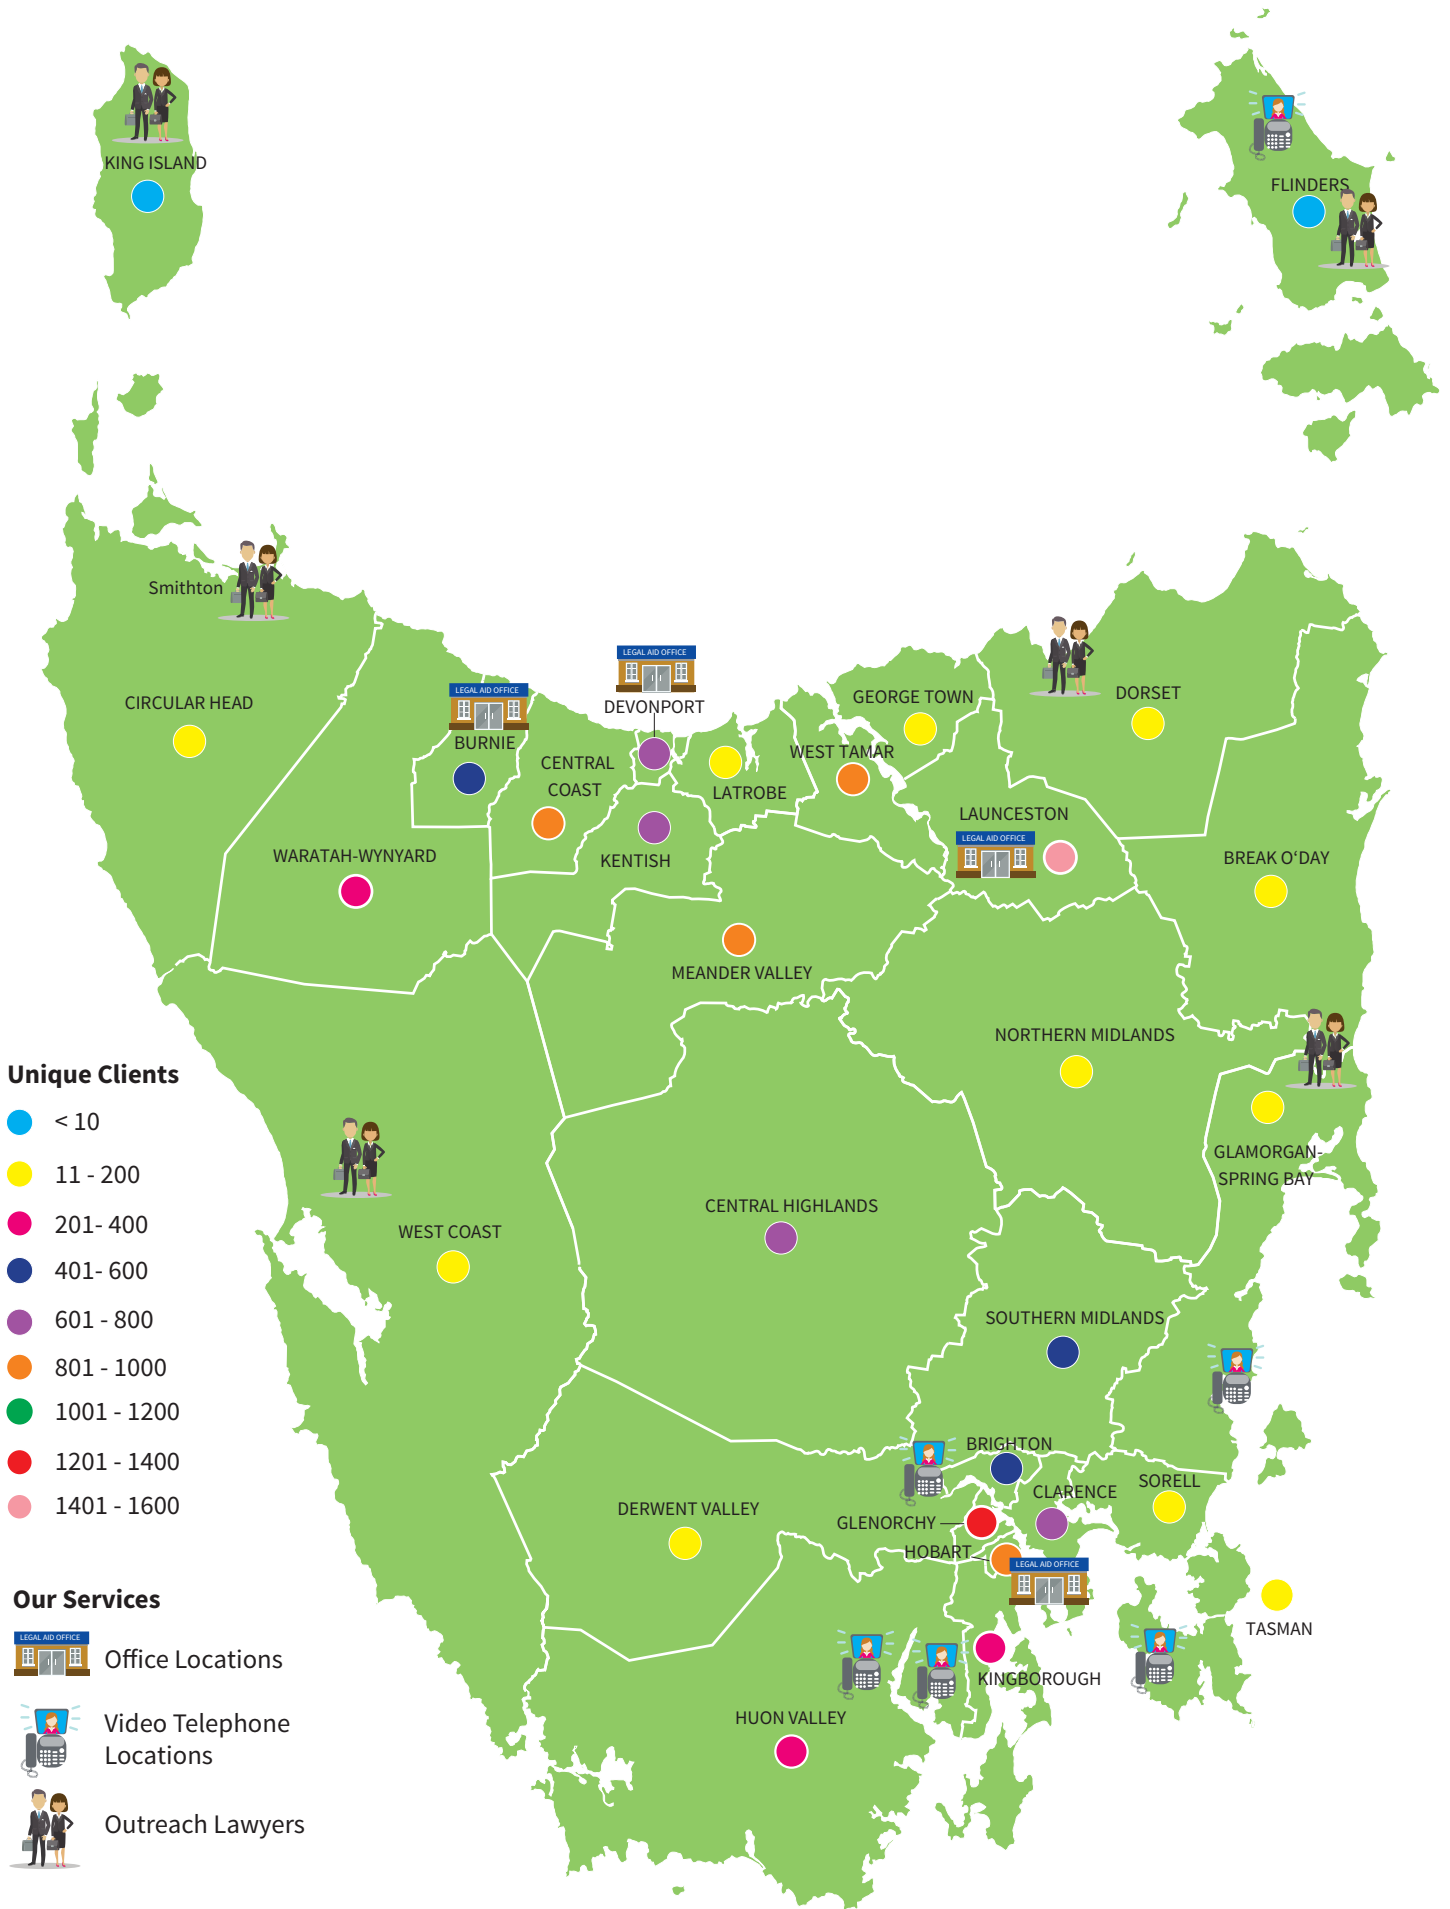 KING ISLAND
FLINDERS
Smithton
CIRCULAR HEAD
LEGAL AID OFFICE
DEVONPORT
LEGAL AID OFFICE
BURNIE
GEORGE TOWN
DORSET
CENTRAL
COAST
WEST TAMAR
LATROBE
LAUNCESTON
LEGAL AID OFFICE
WARATAH-WYNYARD
KENTISH
BREAK O‘DAY
MEANDER VALLEY
NORTHERN MIDLANDS
GLAMORGAN-
SPRING BAY
CENTRAL HIGHLANDS
WEST COAST
SOUTHERN MIDLANDS
BRIGHTON
CLARENCE
SORELL
DERWENT VALLEY
GLENORCHY
HOBART
LEGAL AID OFFICE
TASMAN
KINGBOROUGH
HUON VALLEY
Unique Clients
< 10
11 - 200
201- 400
401- 600
601 - 800
801 - 1000
1001 - 1200
1201 - 1400
1401 - 1600
Our Services
LEGAL AID OFFICE
Office Locations
Video Telephone
Locations
Outreach Lawyers